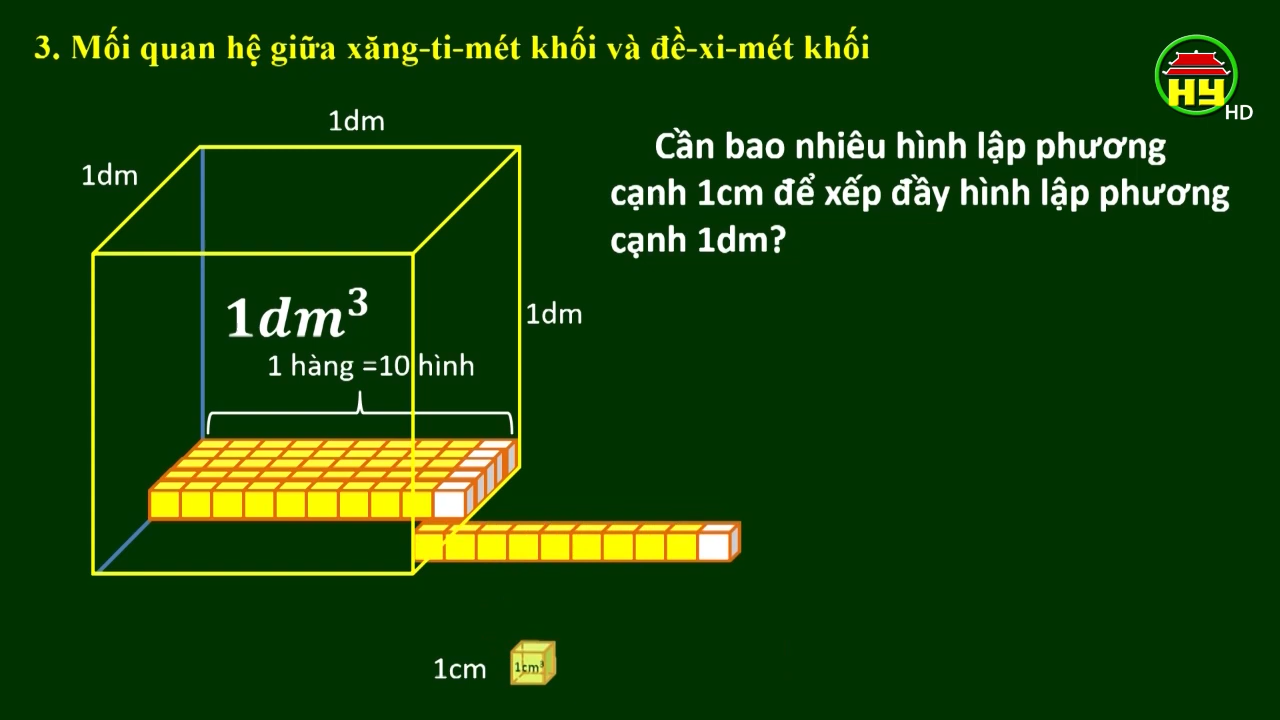 3. Mối quan hệ giữa xăng-ti-mét khối và đề-xi-mét khối
HY
HD
1dm
1dm
Cần bao nhiêu hình lập phương
cạnh 1cm để xếp đầy hình lập phương
cạnh 1dm?
1dm³
1dm
1 hàng =10 hình
1cm
1cm³